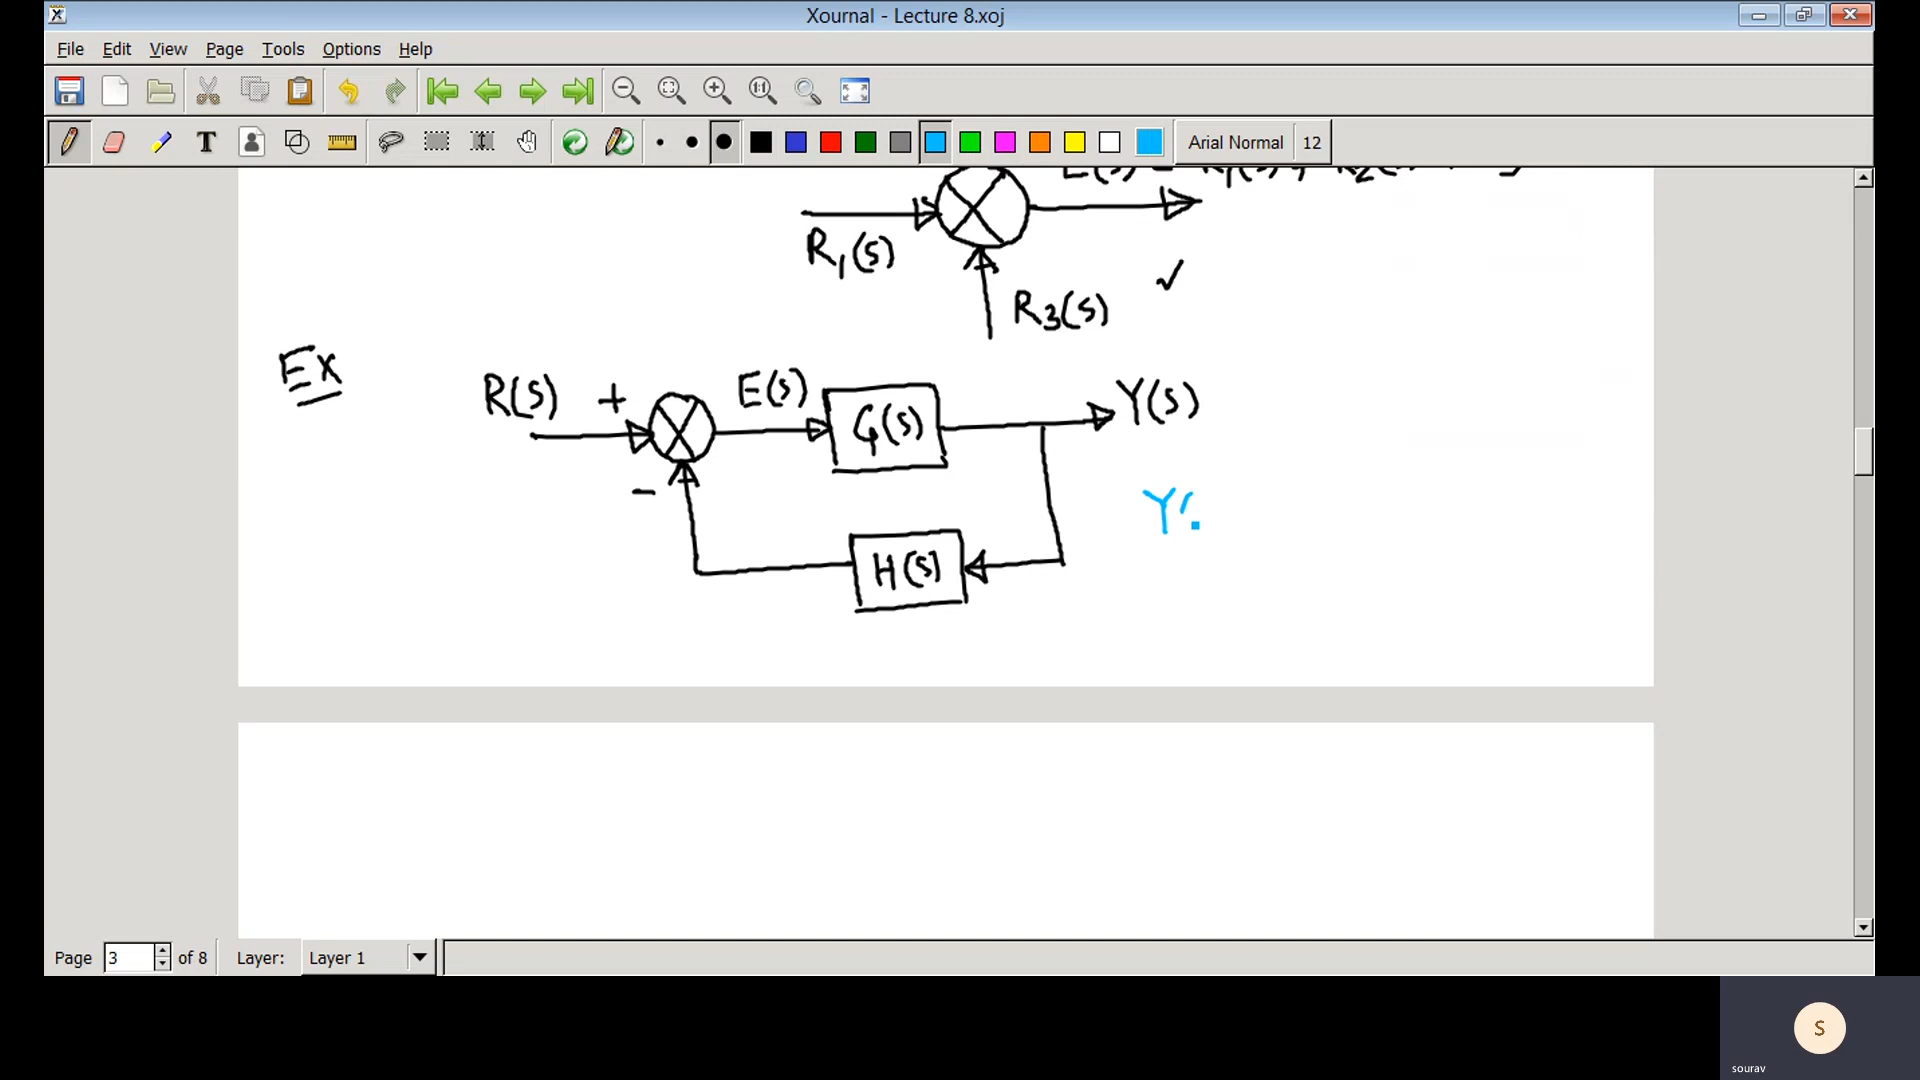 Xournal - Lecture 8.xoj
File Edit View Page Tools Options Help
Arial Normal 12
R1(s)
R3(s) ✓
Ex
R(s) + E(s) G(s) Y(s)
-
Y(
H(s)
Page 3 of 8 Layer: Layer 1
S
sourav